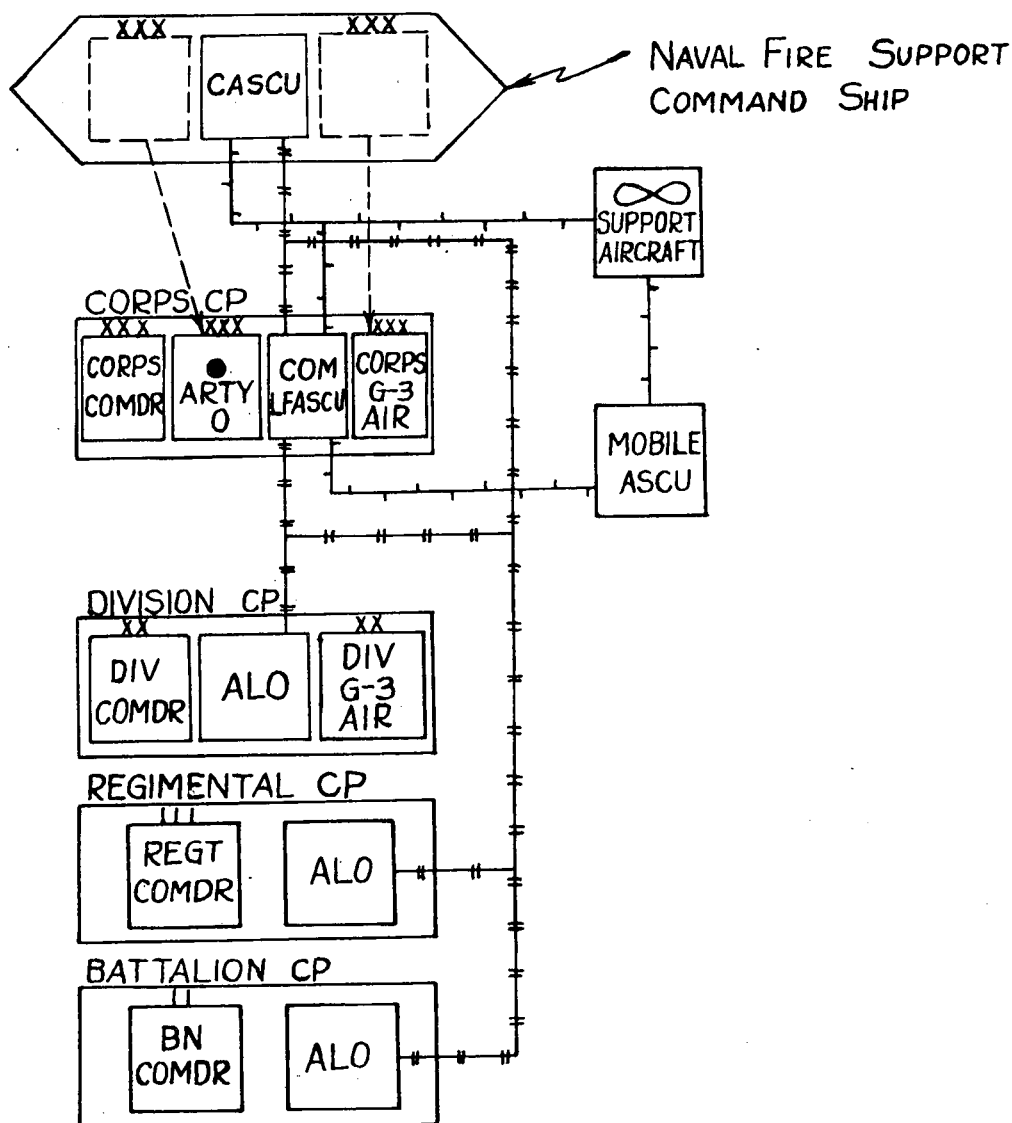 XXX
XXX
CASCU
NAVAL FIRE SUPPORT
COMMAND SHIP
SUPPORT
AIRCRAFT
CORPS CP
XXX
CORPS
COMDR
XXX
ARTY
O
COM
LFASCU
XXX
CORPS
G-3
AIR
MOBILE
ASCU
DIVISION CP
XX
DIV
COMDR
ALO
XX
DIV
G-3
AIR
REGIMENTAL CP
III
REGT
COMDR
ALO
BATTALION CP
II
BN
COMDR
ALO